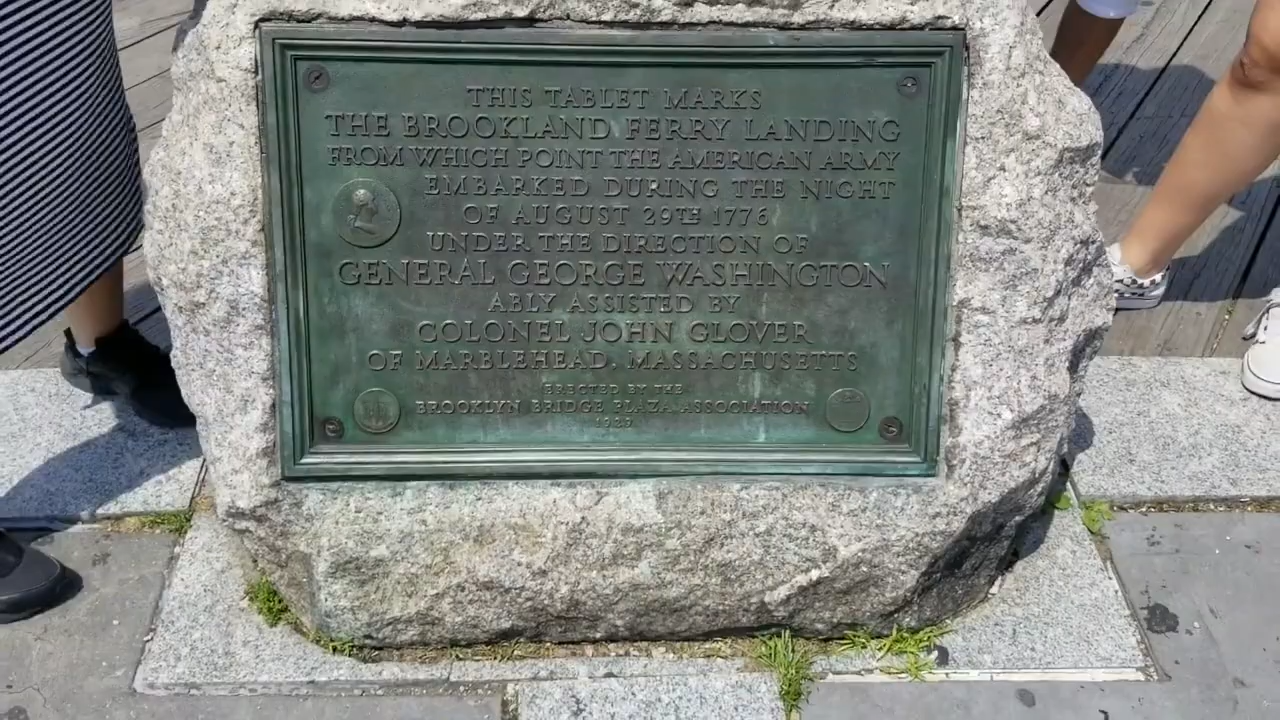 THIS TABLET MARKS
THE BROOKLAND FERRY LANDING
FROM WHICH POINT THE AMERICAN ARMY
EMBARKED DURING THE NIGHT
OF AUGUST 29TH 1776
UNDER THE DIRECTION OF
GENERAL GEORGE WASHINGTON
ABLY ASSISTED BY
COLONEL JOHN GLOVER
OF MARBLEHEAD, MASSACHUSETTS
ERECTED BY THE
BROOKLYN BRIDGE PLAZA ASSOCIATION
1929